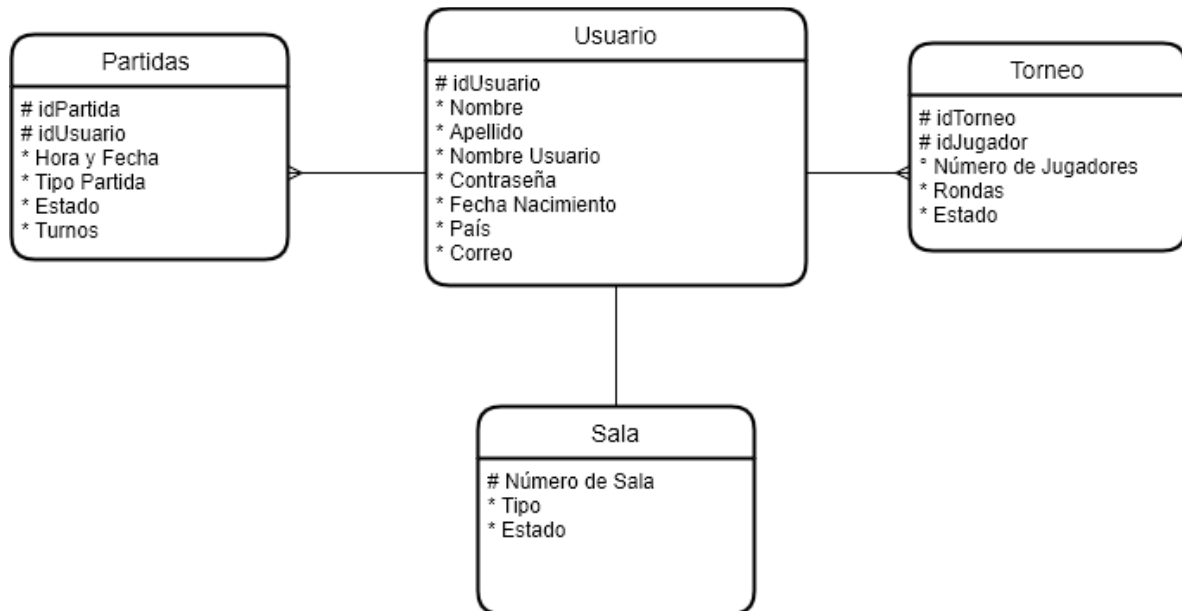 Partidas
# idPartida
# idUsuario
* Hora y Fecha
* Tipo Partida
* Estado
* Turnos
Usuario
# idUsuario
* Nombre
* Apellido
* Nombre Usuario
* Contraseña
* Fecha Nacimiento
* País
* Correo
Torneo
# idTorneo
# idJugador
* Número de Jugadores
* Rondas
* Estado
Sala
# Número de Sala
* Tipo
* Estado